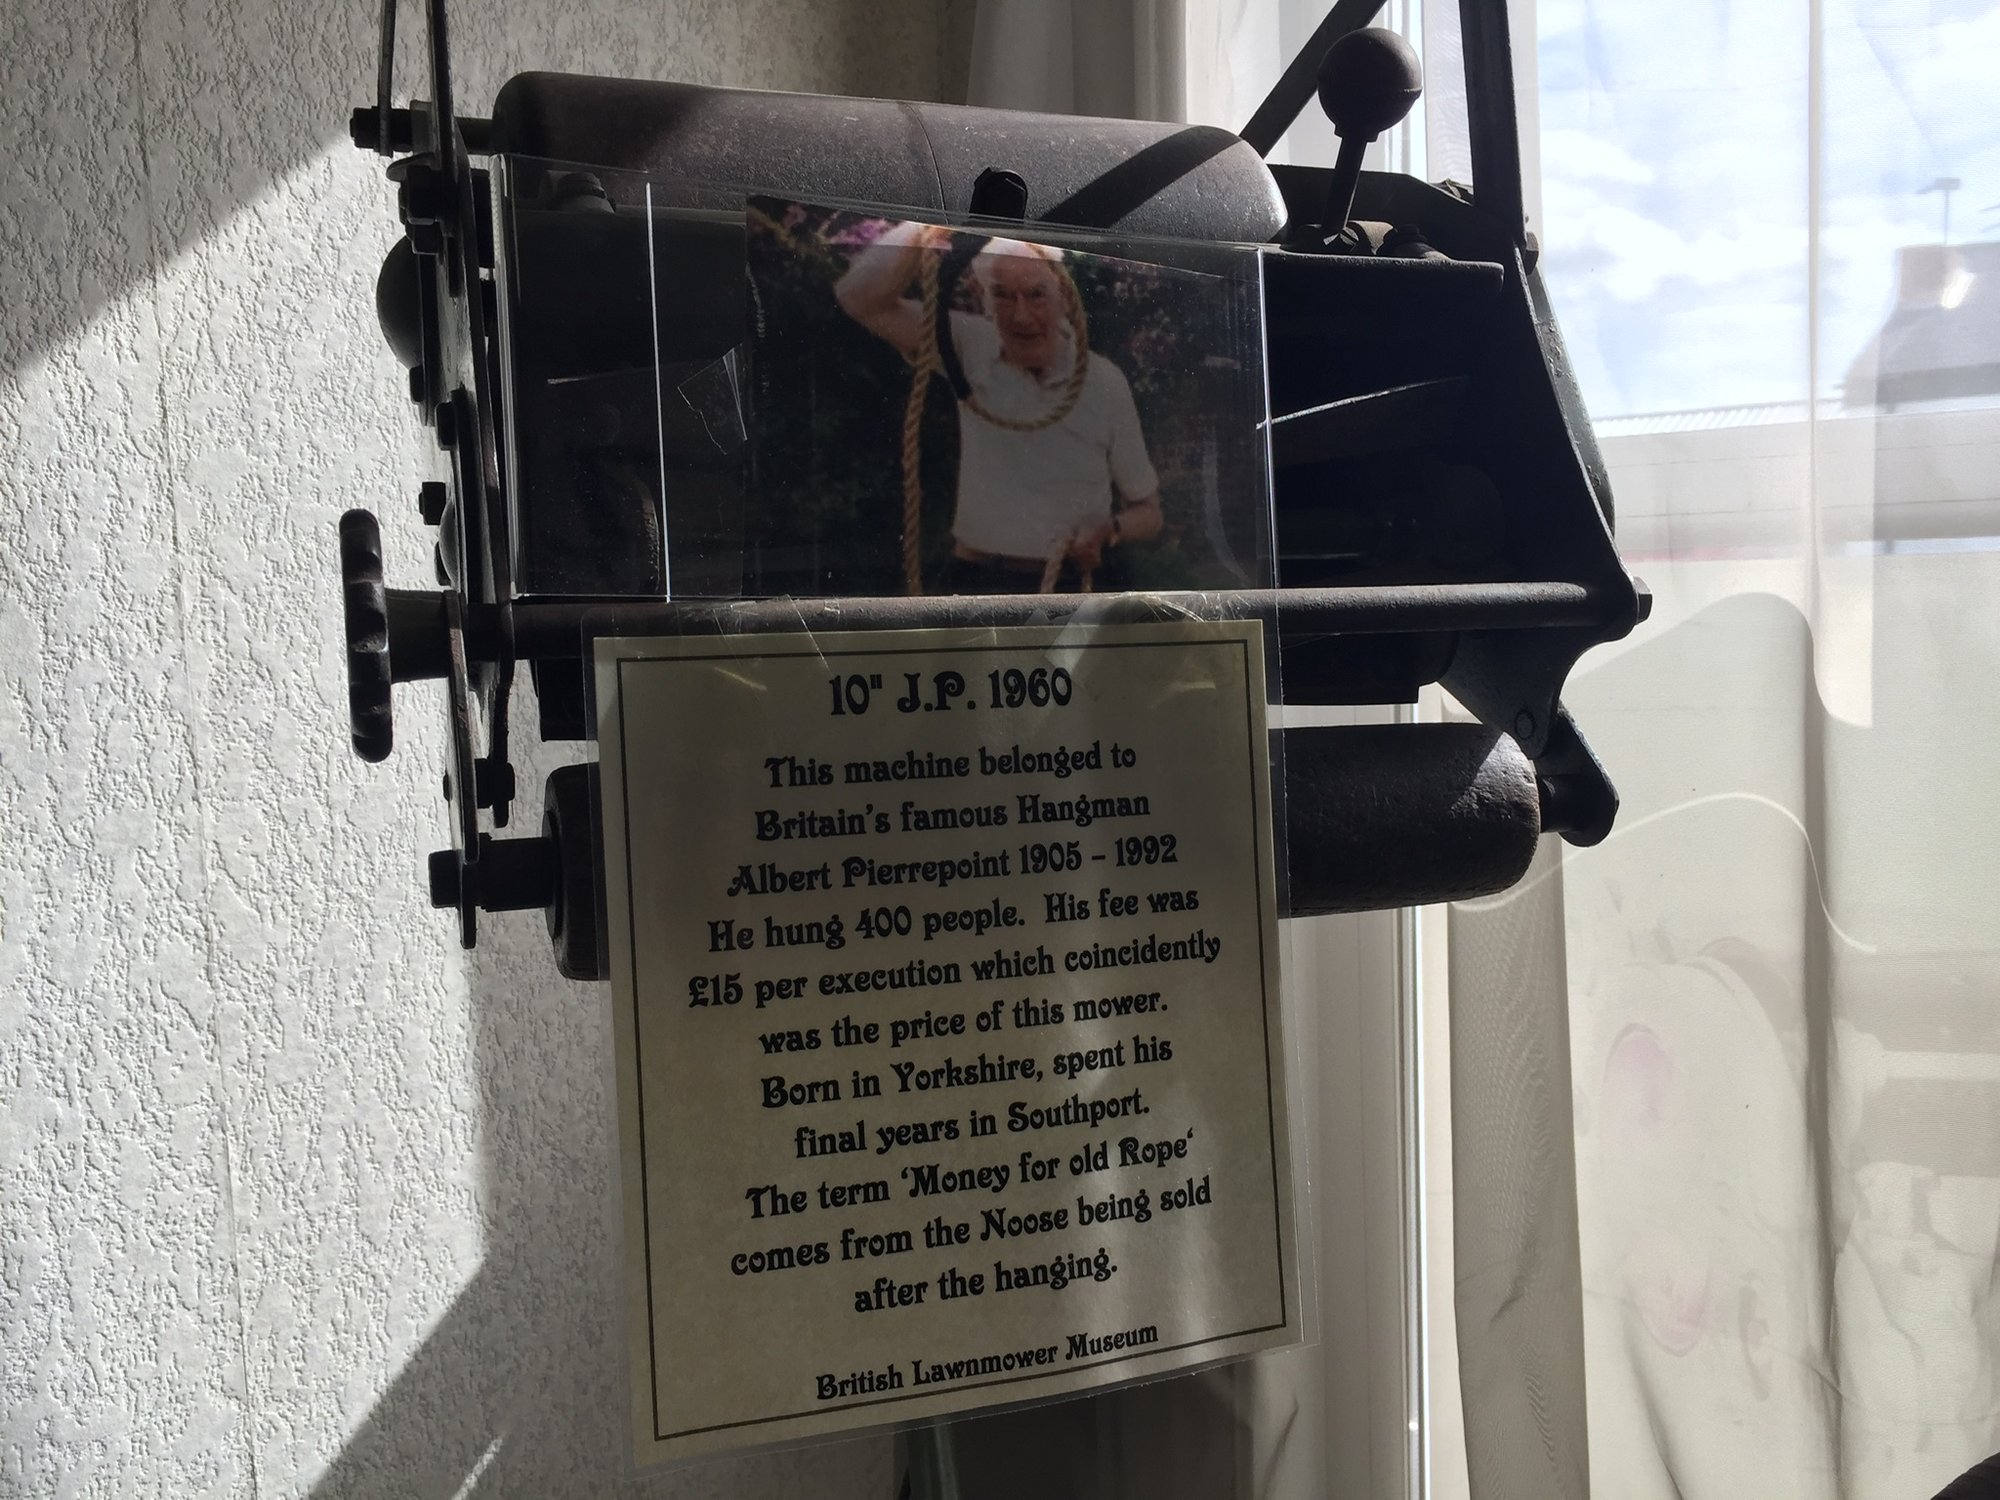 10" J.P. 1960
This machine belonged to
Britain's famous Hangman
Albert Pierrepoint 1905 - 1992
He hung 400 people. His fee was
£15 per execution which coincidently
was the price of this mower.
Born in Yorkshire, spent his
final years in Southport.
The term 'Money for old Rope'
comes from the Noose being sold
after the hanging.
British Lawnmower Museum